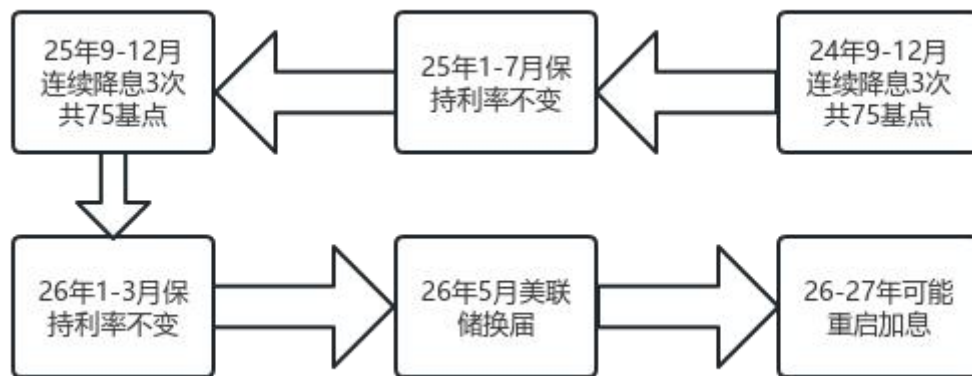 25年9-12月
连续降息3次
共75基点
25年1-7月保
持利率不变
24年9-12月
连续降息3次
共75基点
26年1-3月保
持利率不变
26年5月美联
储换届
26-27年可能
重启加息